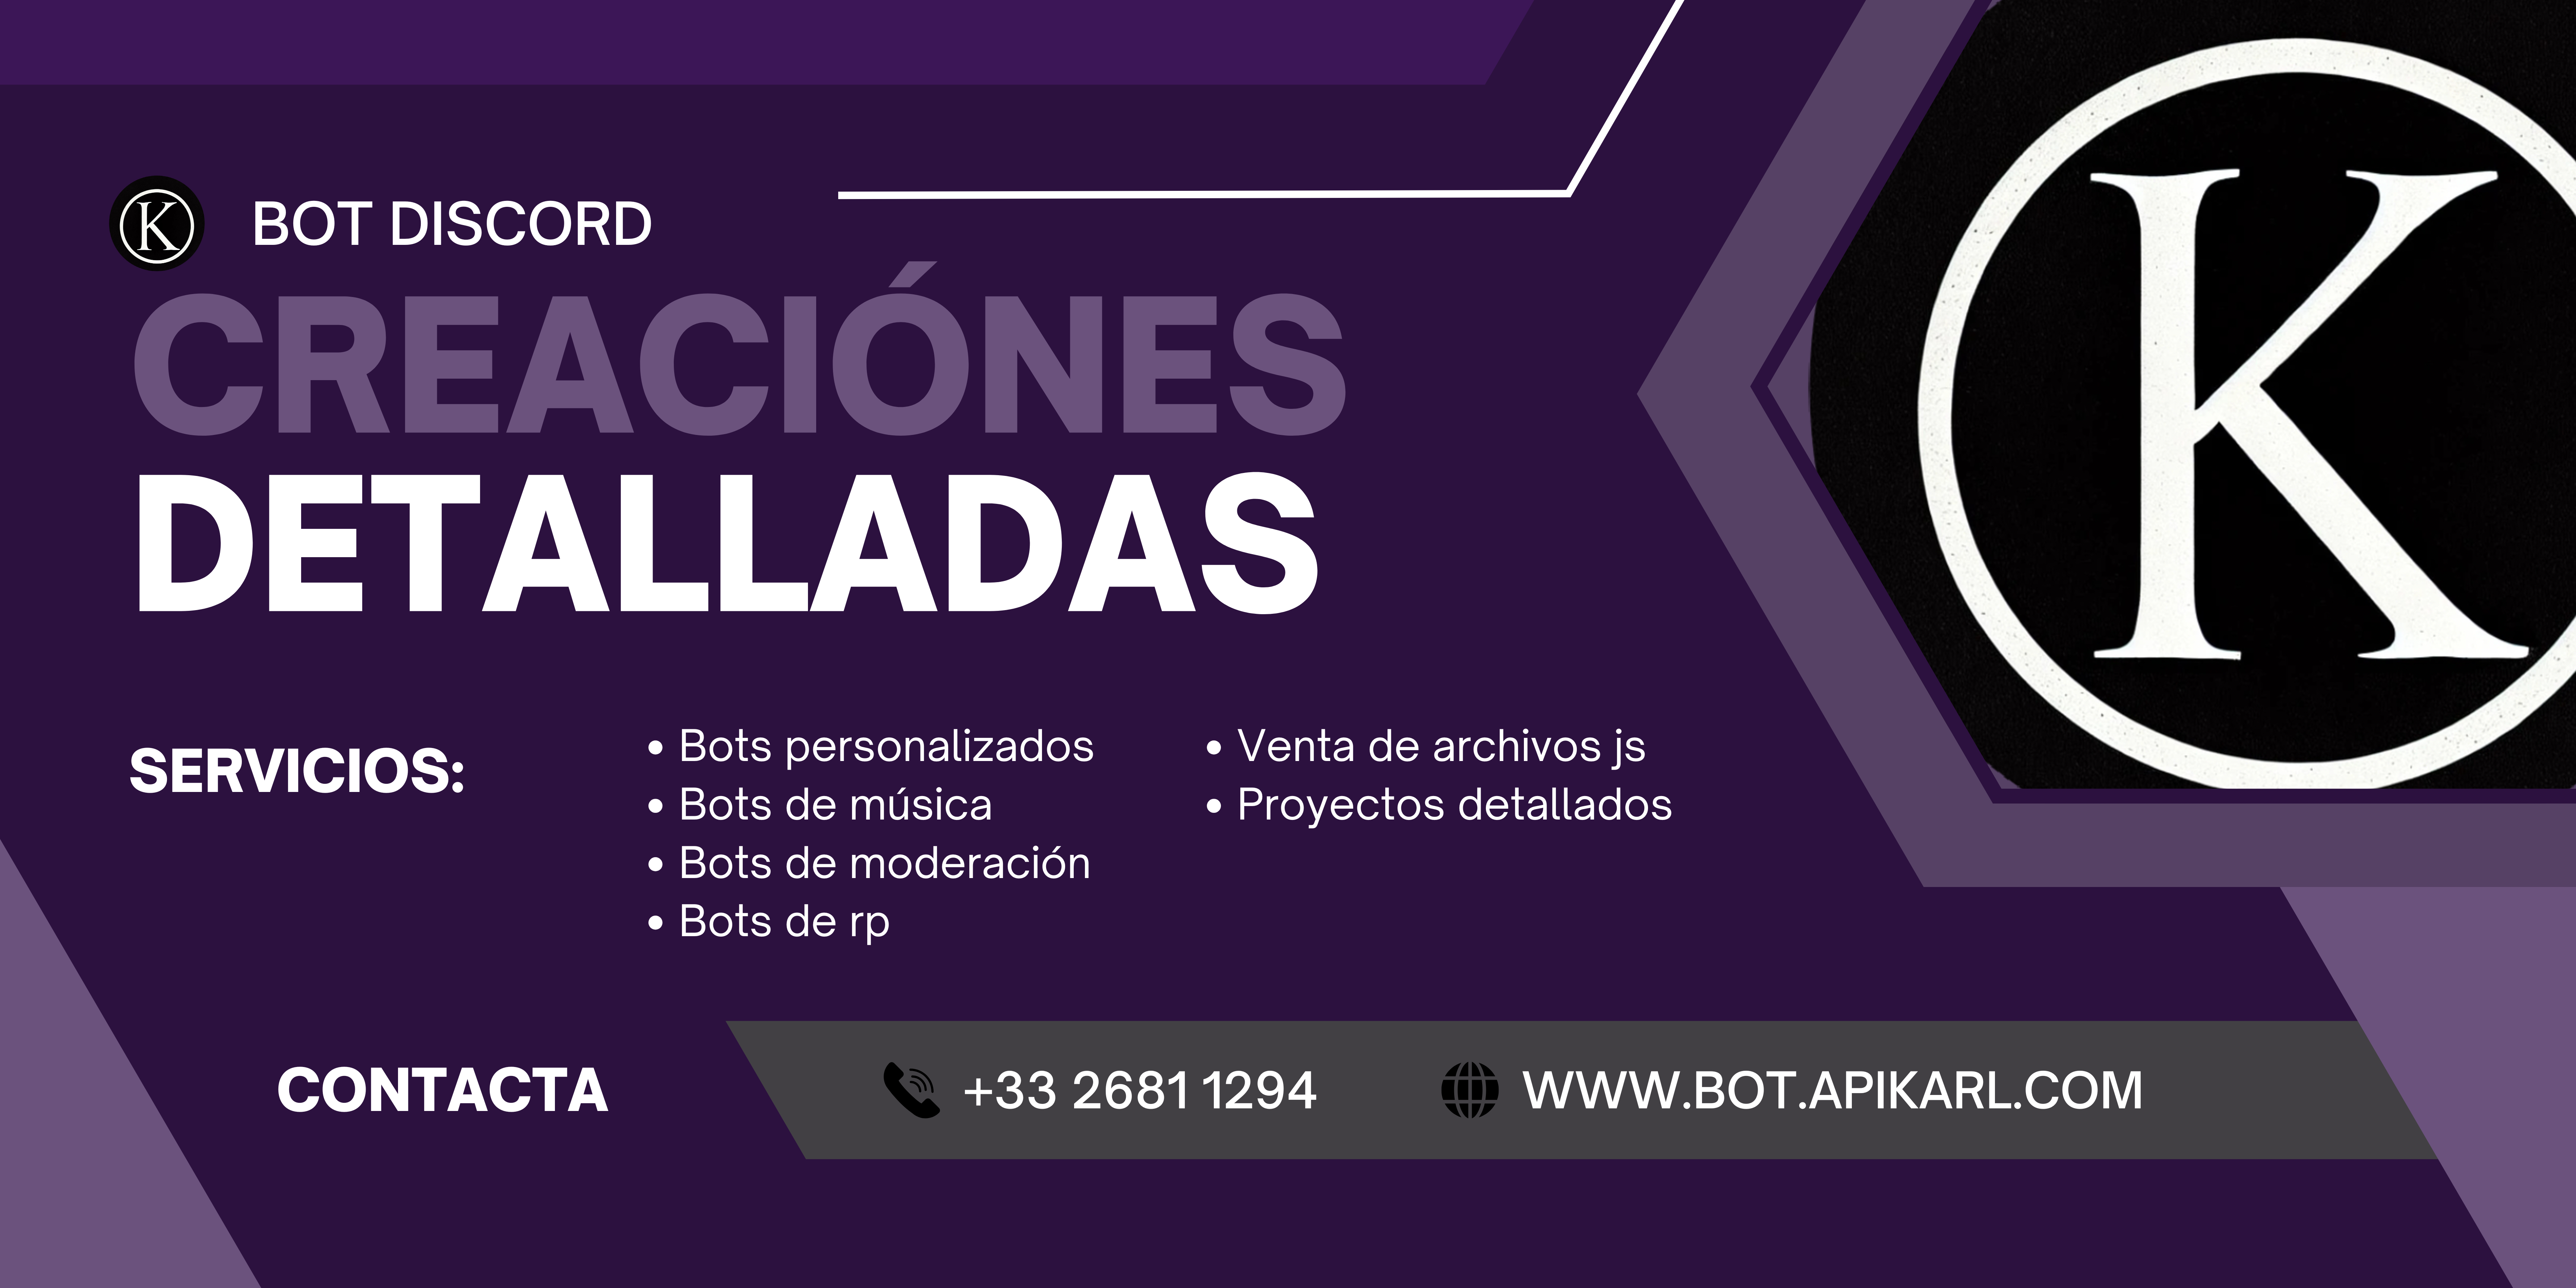 K BOT DISCORD
CREACIÓNES
DETALLADAS
K
SERVICIOS:
• Bots personalizados
• Bots de música
• Bots de moderación
• Bots de rp
• Venta de archivos js
• Proyectos detallados
CONTACTA
+33 2681 1294
WWW.BOT.APIKARL.COM